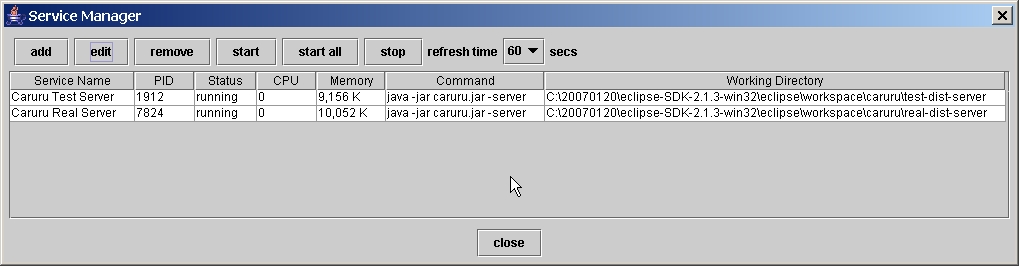 Service Manager
add edit remove start start all stop refresh time 60 secs
Service Name PID Status CPU Memory Command Working Directory
Caruru Test Server 1912 running 0 9,156 K java -jar caruru.jar -server C:\20070120\eclipse-SDK-2.1.3-win32\eclipse\workspace\caruru\test-dist-server
Caruru Real Server 7824 running 0 10,052 K java -jar caruru.jar -server C:\20070120\eclipse-SDK-2.1.3-win32\eclipse\workspace\caruru\real-dist-server
close